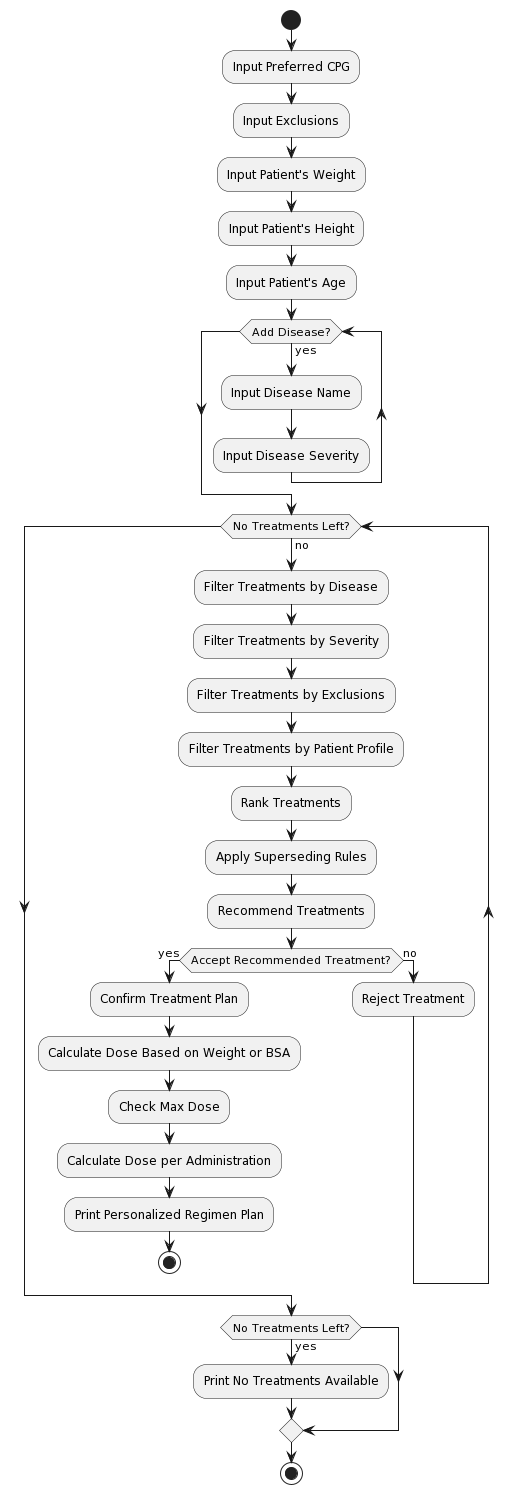 Input Preferred CPG
Input Exclusions
Input Patient's Weight
Input Patient's Height
Input Patient's Age
Add Disease?
yes
Input Disease Name
Input Disease Severity
No Treatments Left?
no
Filter Treatments by Disease
Filter Treatments by Severity
Filter Treatments by Exclusions
Filter Treatments by Patient Profile
Rank Treatments
Apply Superseding Rules
Recommend Treatments
yes
Accept Recommended Treatment?
no
Confirm Treatment Plan
Reject Treatment
Calculate Dose Based on Weight or BSA
Check Max Dose
Calculate Dose per Administration
Print Personalized Regimen Plan
No Treatments Left?
yes
Print No Treatments Available